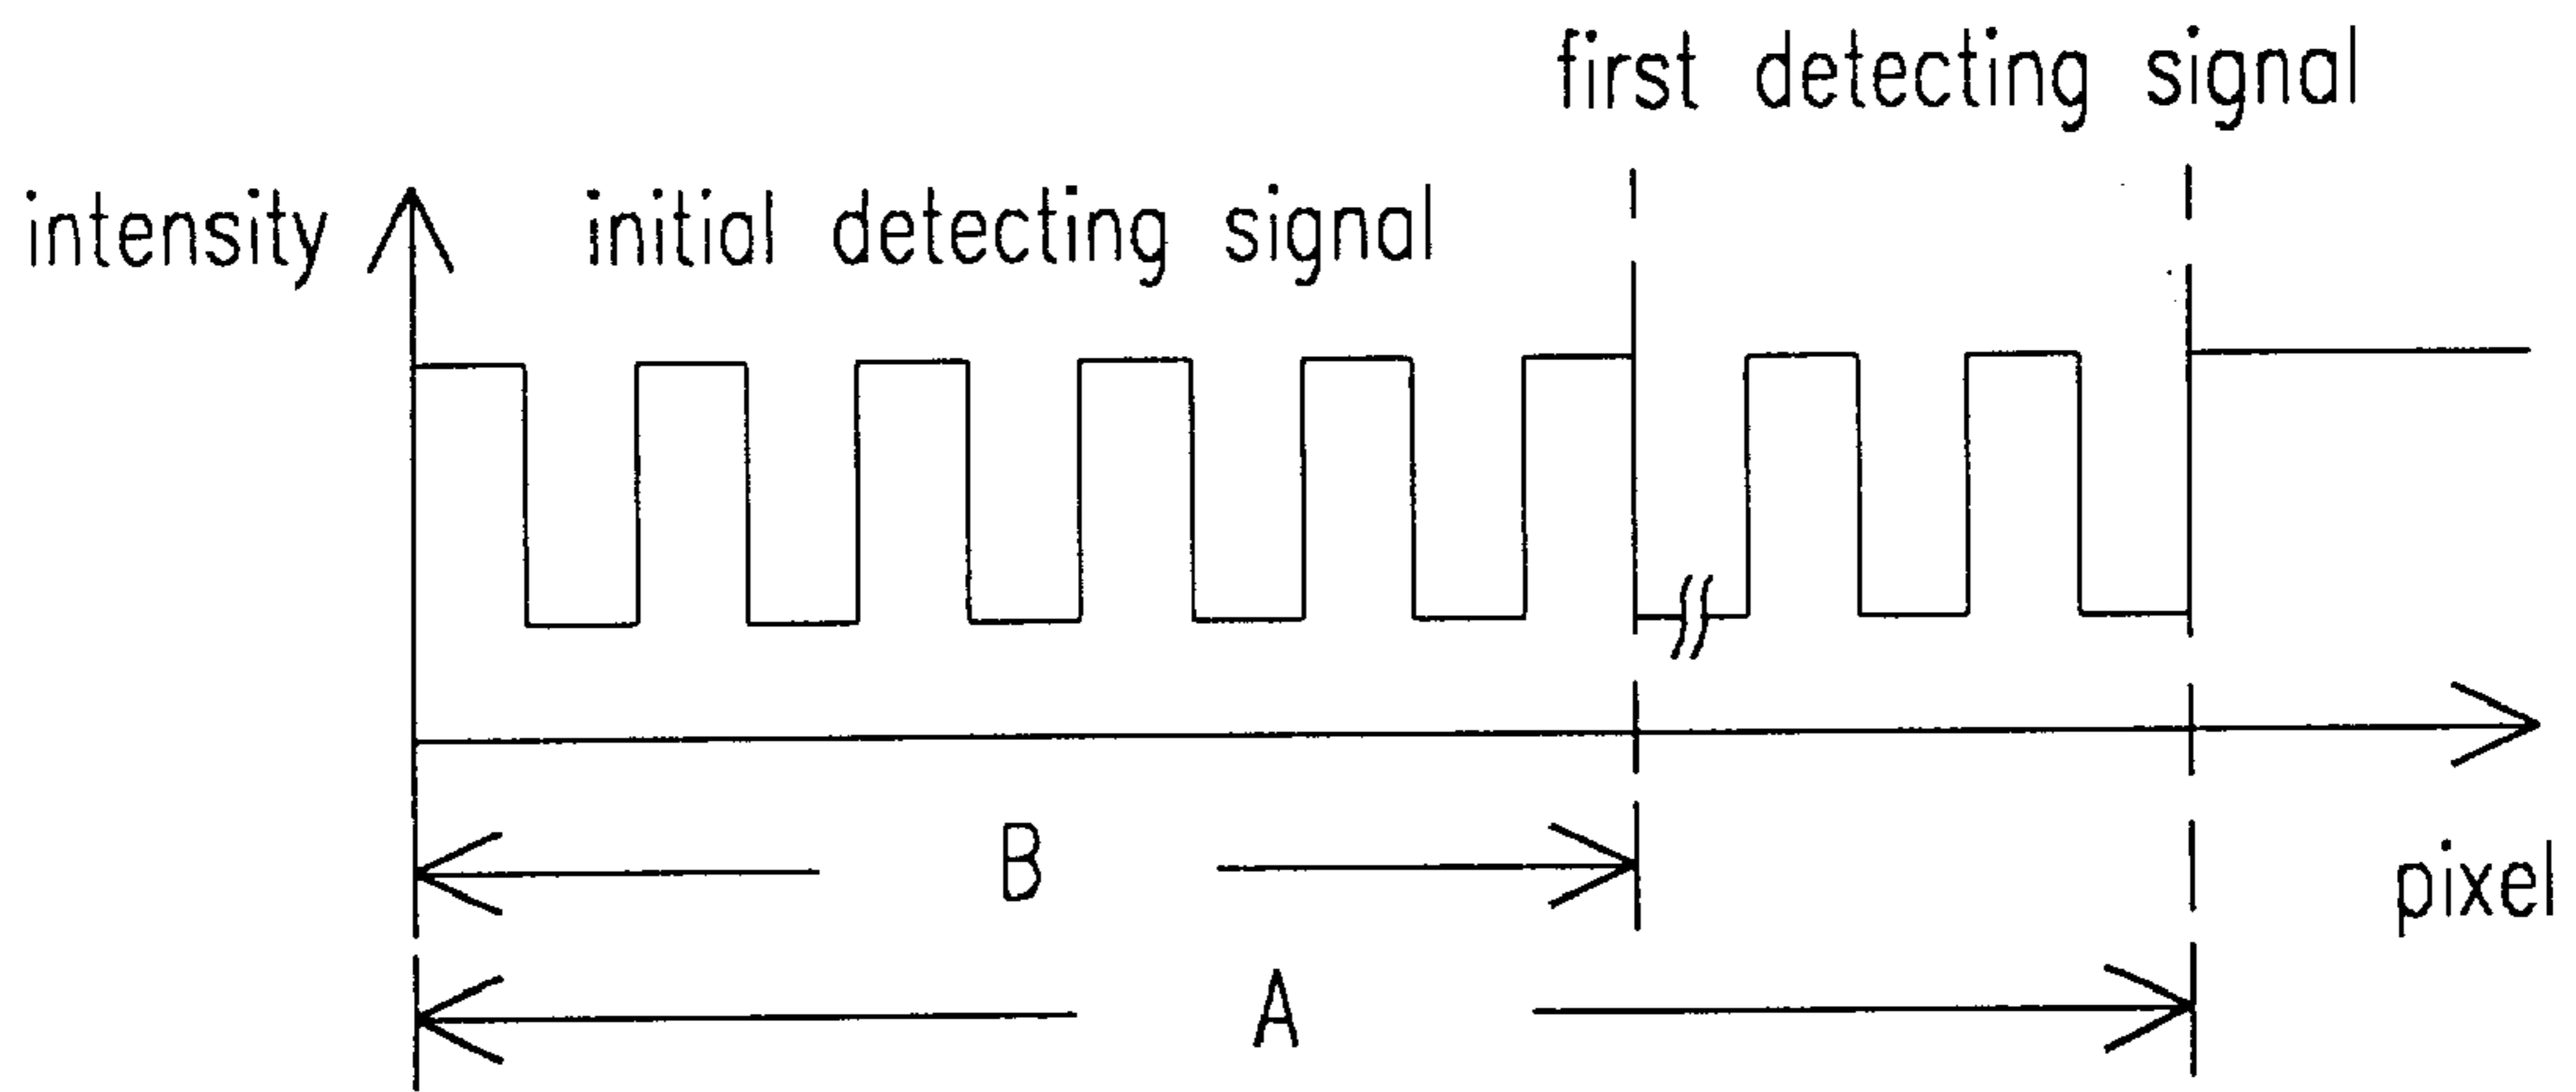 first detecting signal
intensity
initial detecting signal
B
pixel
A